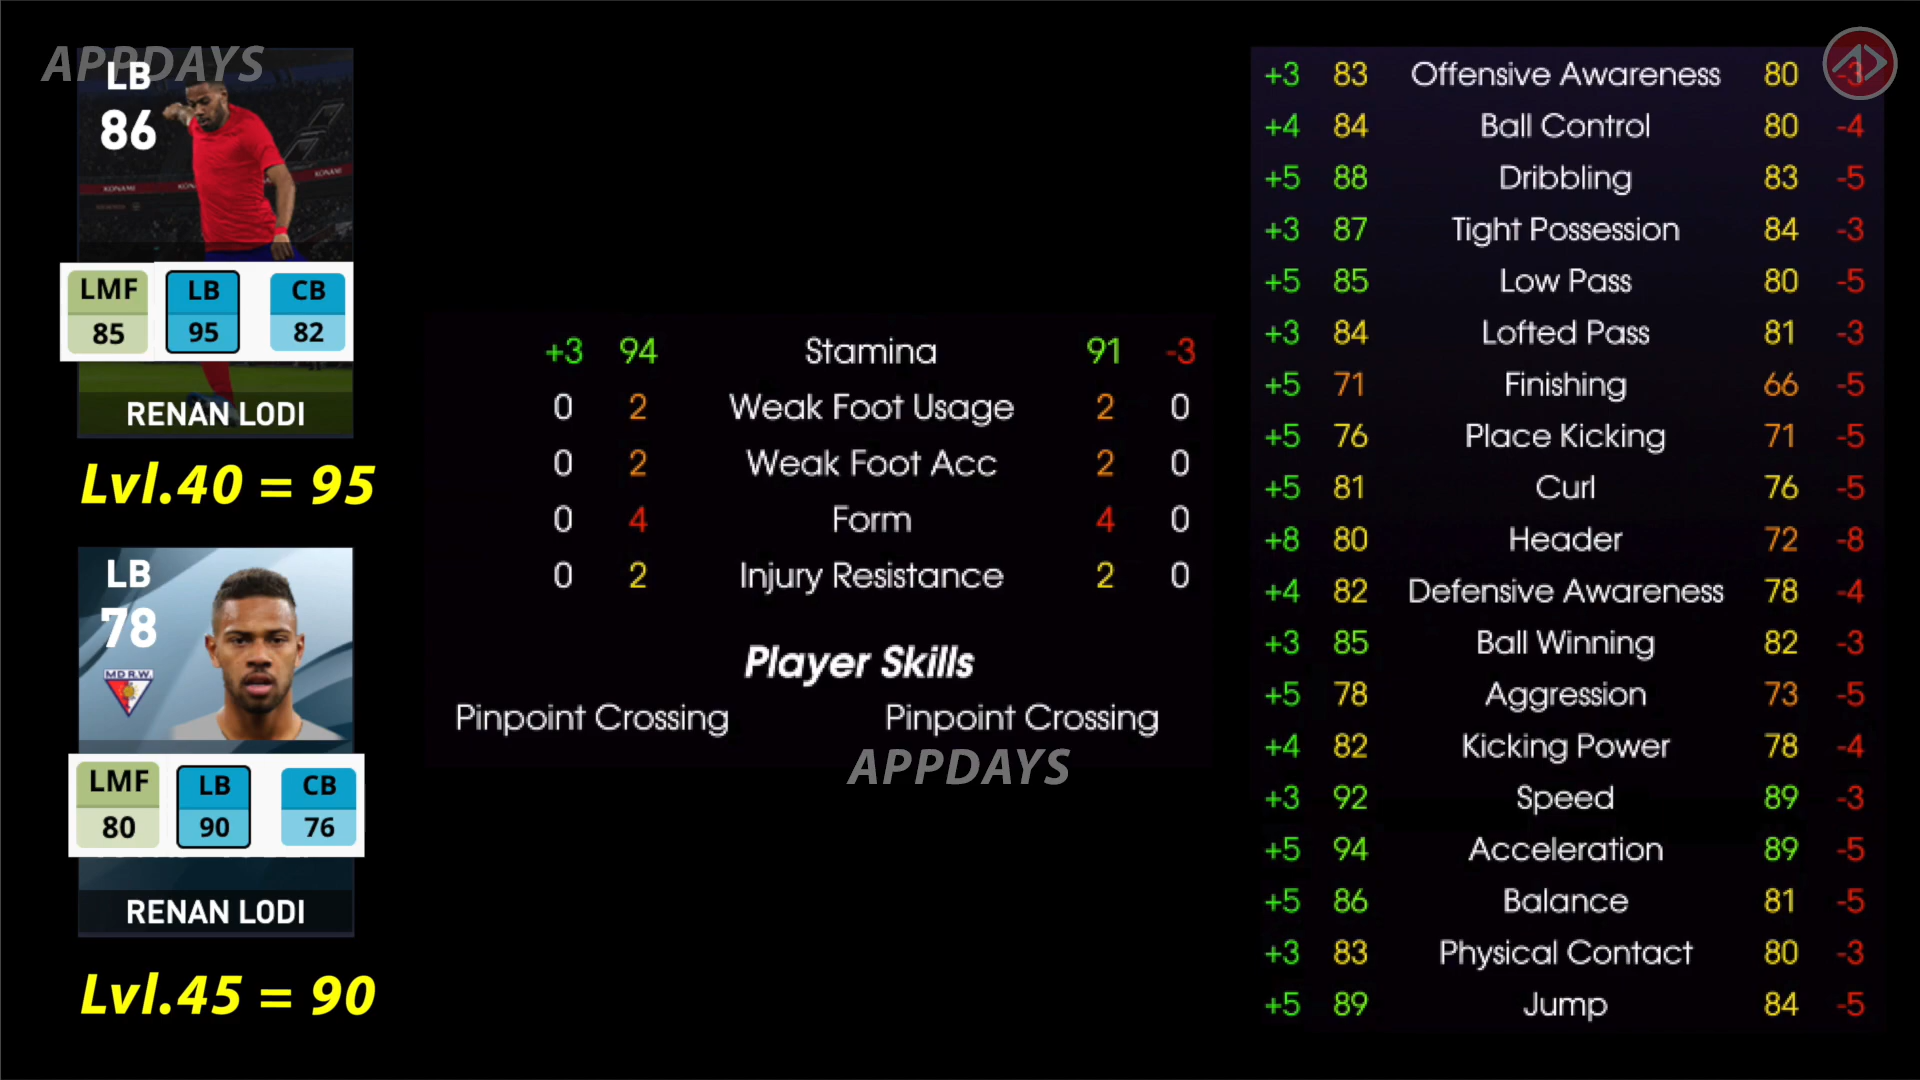 APPDAYS
LB
86
KONAMI
KONAMI
LMF LB CB
85 95 82
RENAN LODI
Lvl.40 = 95
LB
78
MD R.W.
LMF LB CB
80 90 76
RENAN LODI
Lvl.45 = 90
+3 94 Stamina 91 -3
0 2 Weak Foot Usage 2 0
0 2 Weak Foot Acc 2 0
0 4 Form 4 0
0 2 Injury Resistance 2 0
Player Skills
Pinpoint Crossing Pinpoint Crossing
APPDAYS
+3 83 Offensive Awareness 80 -3
+4 84 Ball Control 80 -4
+5 88 Dribbling 83 -5
+3 87 Tight Possession 84 -3
+5 85 Low Pass 80 -5
+3 84 Lofted Pass 81 -3
+5 71 Finishing 66 -5
+5 76 Place Kicking 71 -5
+5 81 Curl 76 -5
+8 80 Header 72 -8
+4 82 Defensive Awareness 78 -4
+3 85 Ball Winning 82 -3
+5 78 Aggression 73 -5
+4 82 Kicking Power 78 -4
+3 92 Speed 89 -3
+5 94 Acceleration 89 -5
+5 86 Balance 81 -5
+3 83 Physical Contact 80 -3
+5 89 Jump 84 -5